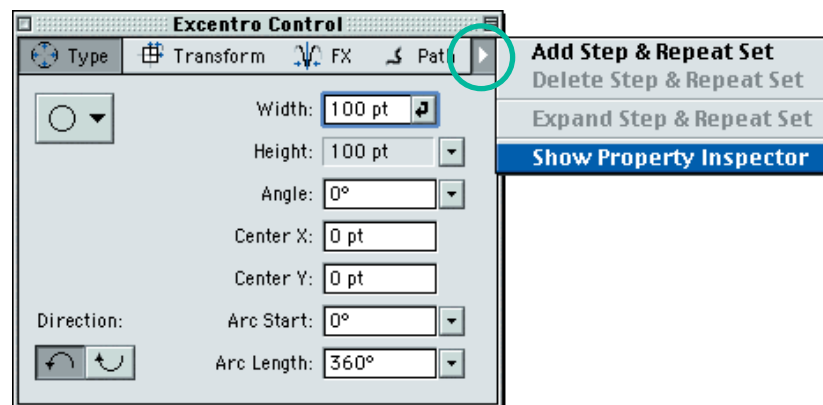 Excentro Control
Type Transform FX Path
Width: 100 pt
Height: 100 pt
Angle: 0°
Center X: 0 pt
Center Y: 0 pt
Direction:
Arc Start: 0°
Arc Length: 360°
Add Step & Repeat Set
Delete Step & Repeat Set
Expand Step & Repeat Set
Show Property Inspector